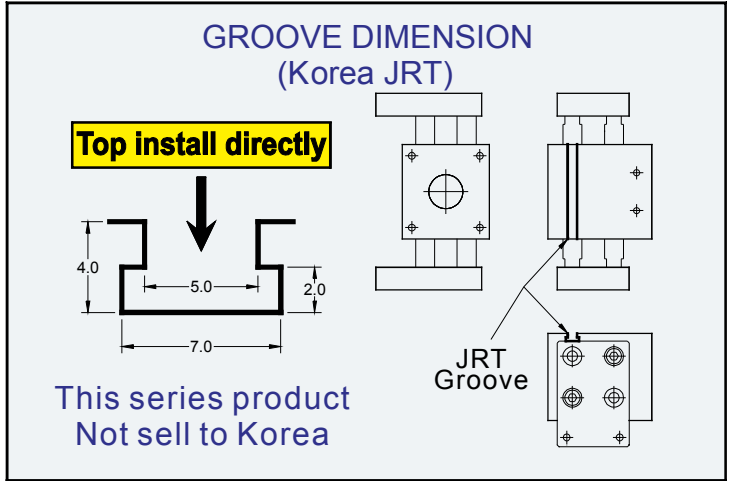 GROOVE DIMENSION
(Korea JRT)
Top install directly
4.0
5.0
2.0
7.0
JRT
Groove
This series product
Not sell to Korea